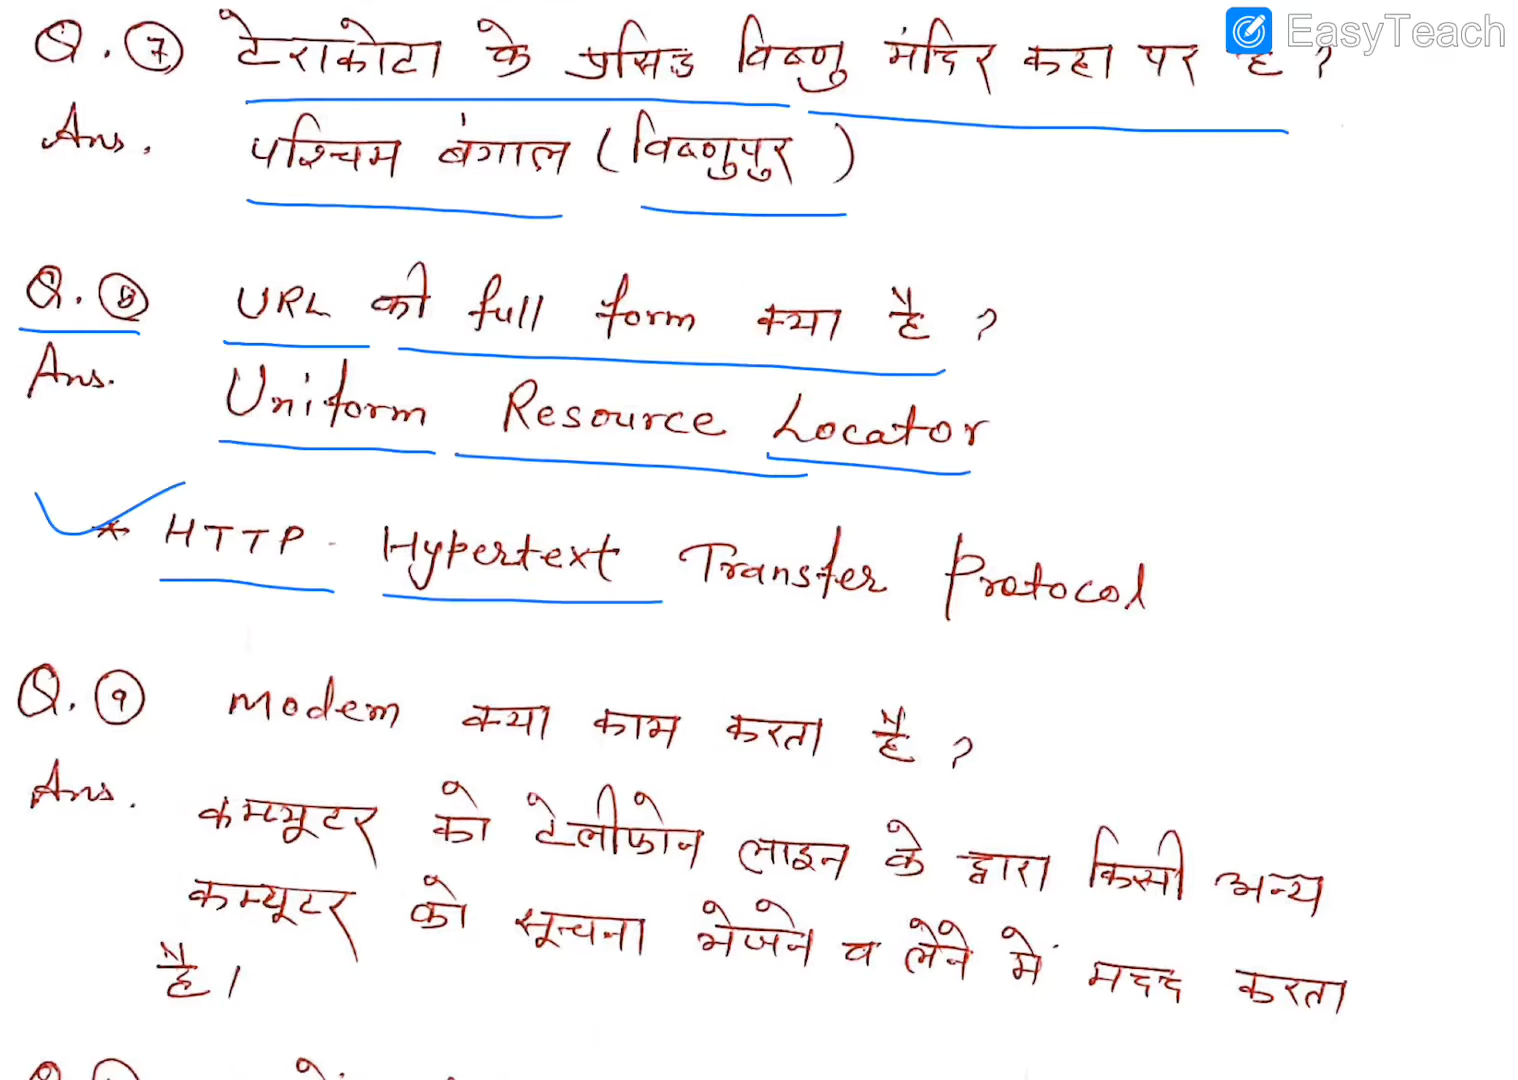 EasyTeach
Q. 7 टेराकोटा के प्रसिड विष्णु मंदिर कहा पर है ?
Ans. पश्चिम बंगाल (विष्णुपुर)
Q. 8 URL की full form क्या है ?
Ans. Uniform Resource Locator
* HTTP - Hypertext Transfer Protocol
Q. 9 Modem क्या काम करता है ?
Ans. कम्प्यूटर को टेलीफोन लाइन के द्वारा किसी अन्य
कम्यूटर को सूचना भेजने व लेने में मदद करता
है।